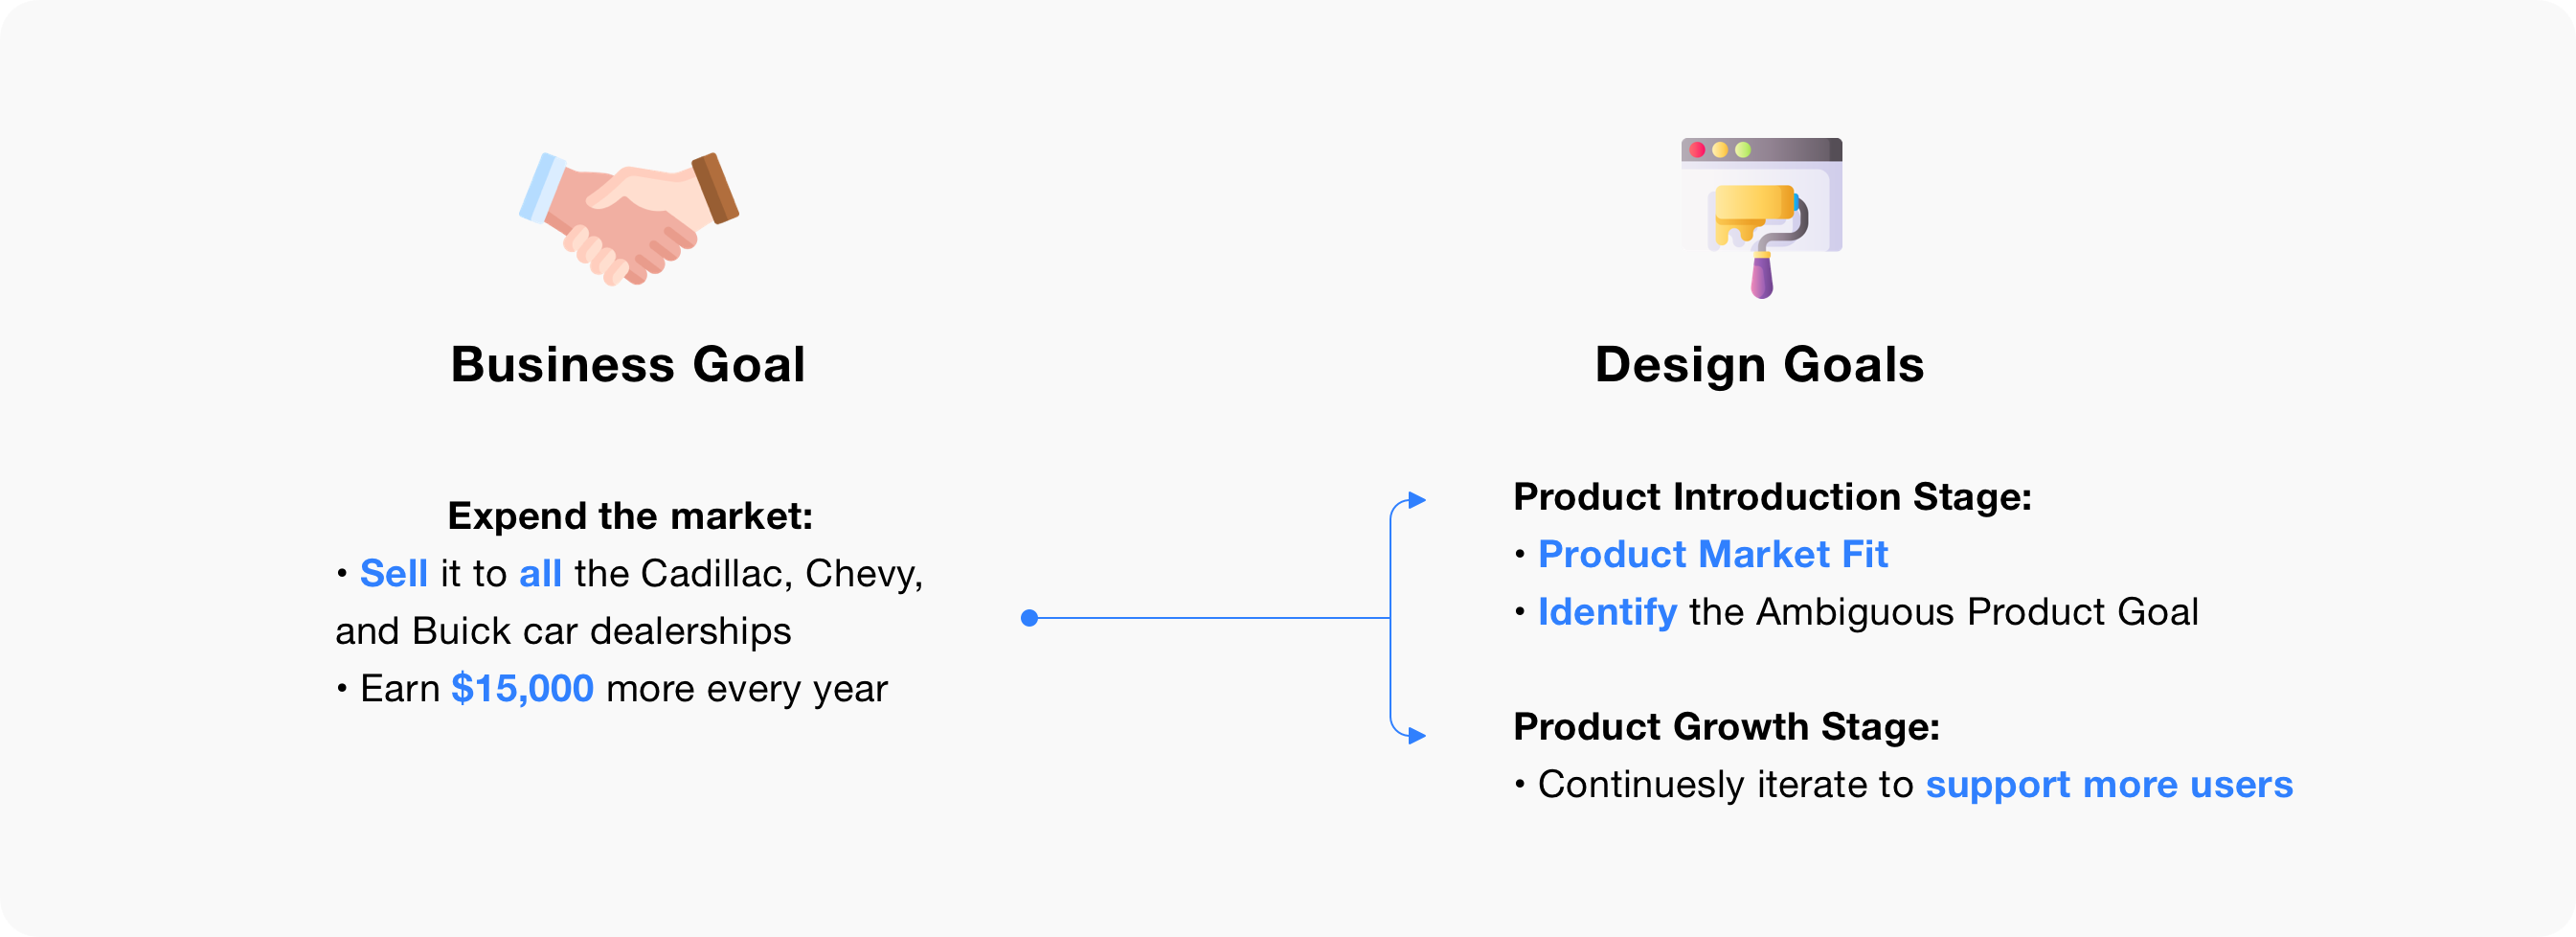 Business Goal
Expend the market:
• Sell it to all the Cadillac, Chevy,
and Buick car dealerships
• Earn $15,000 more every year
Design Goals
Product Introduction Stage:
• Product Market Fit
• Identify the Ambiguous Product Goal
Product Growth Stage:
• Continuesly iterate to support more users